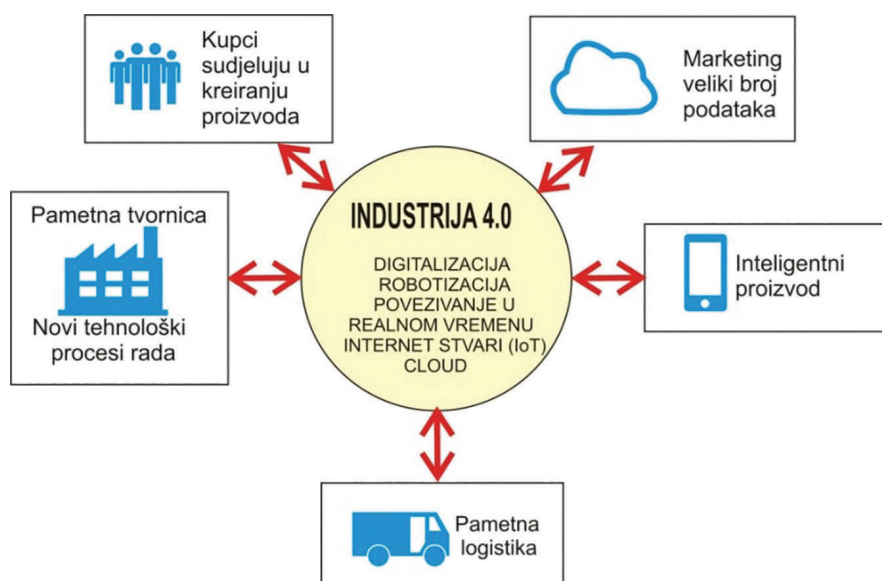 Kupci
sudjeluju u
kreiranju
proizvoda
Marketing
veliki broj
podataka
Pametna tvornica
Novi tehnološki
procesi rada
INDUSTRIJA 4.0
DIGITALIZACIJA
ROBOTIZACIJA
POVEZIVANJE U
REALNOM VREMENU
INTERNET STVARI (IoT)
CLOUD
Inteligentni
proizvod
Pametna
logistika